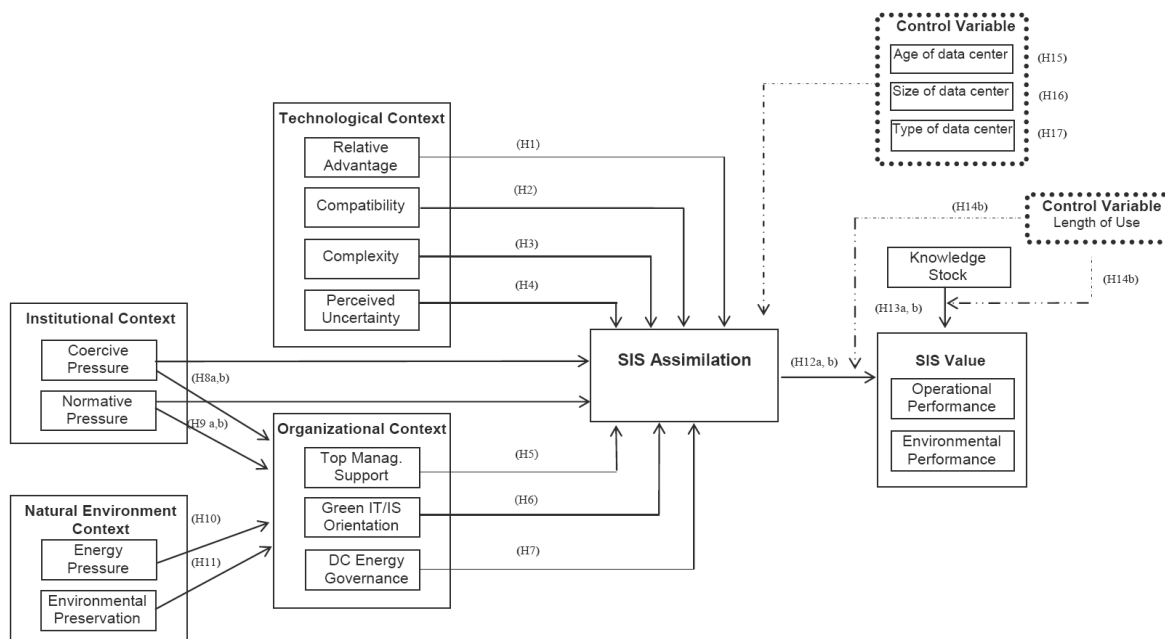 Control Variable
Age of data center
(H15)
Size of data center
(H16)
Type of data center
(H17)
Technological Context
Relative
Advantage
(H1)
Compatibility
(H2)
Complexity
(H3)
Perceived
Uncertainty
(H4)
Control Variable
Length of Use
(H14b)
(H14b)
Knowledge
Stock
(H13a, b)
Institutional Context
Coercive
Pressure
(H8a,b)
Normative
Pressure
(H9 a,b)
SIS Assimilation
(H12a, b)
SIS Value
Operational
Performance
Environmental
Performance
Organizational Context
Top Manag.
Support
(H5)
Green IT/IS
Orientation
(H6)
DC Energy
Governance
(H7)
Natural Environment
Context
(H10)
Energy
Pressure
(H11)
Environmental
Preservation